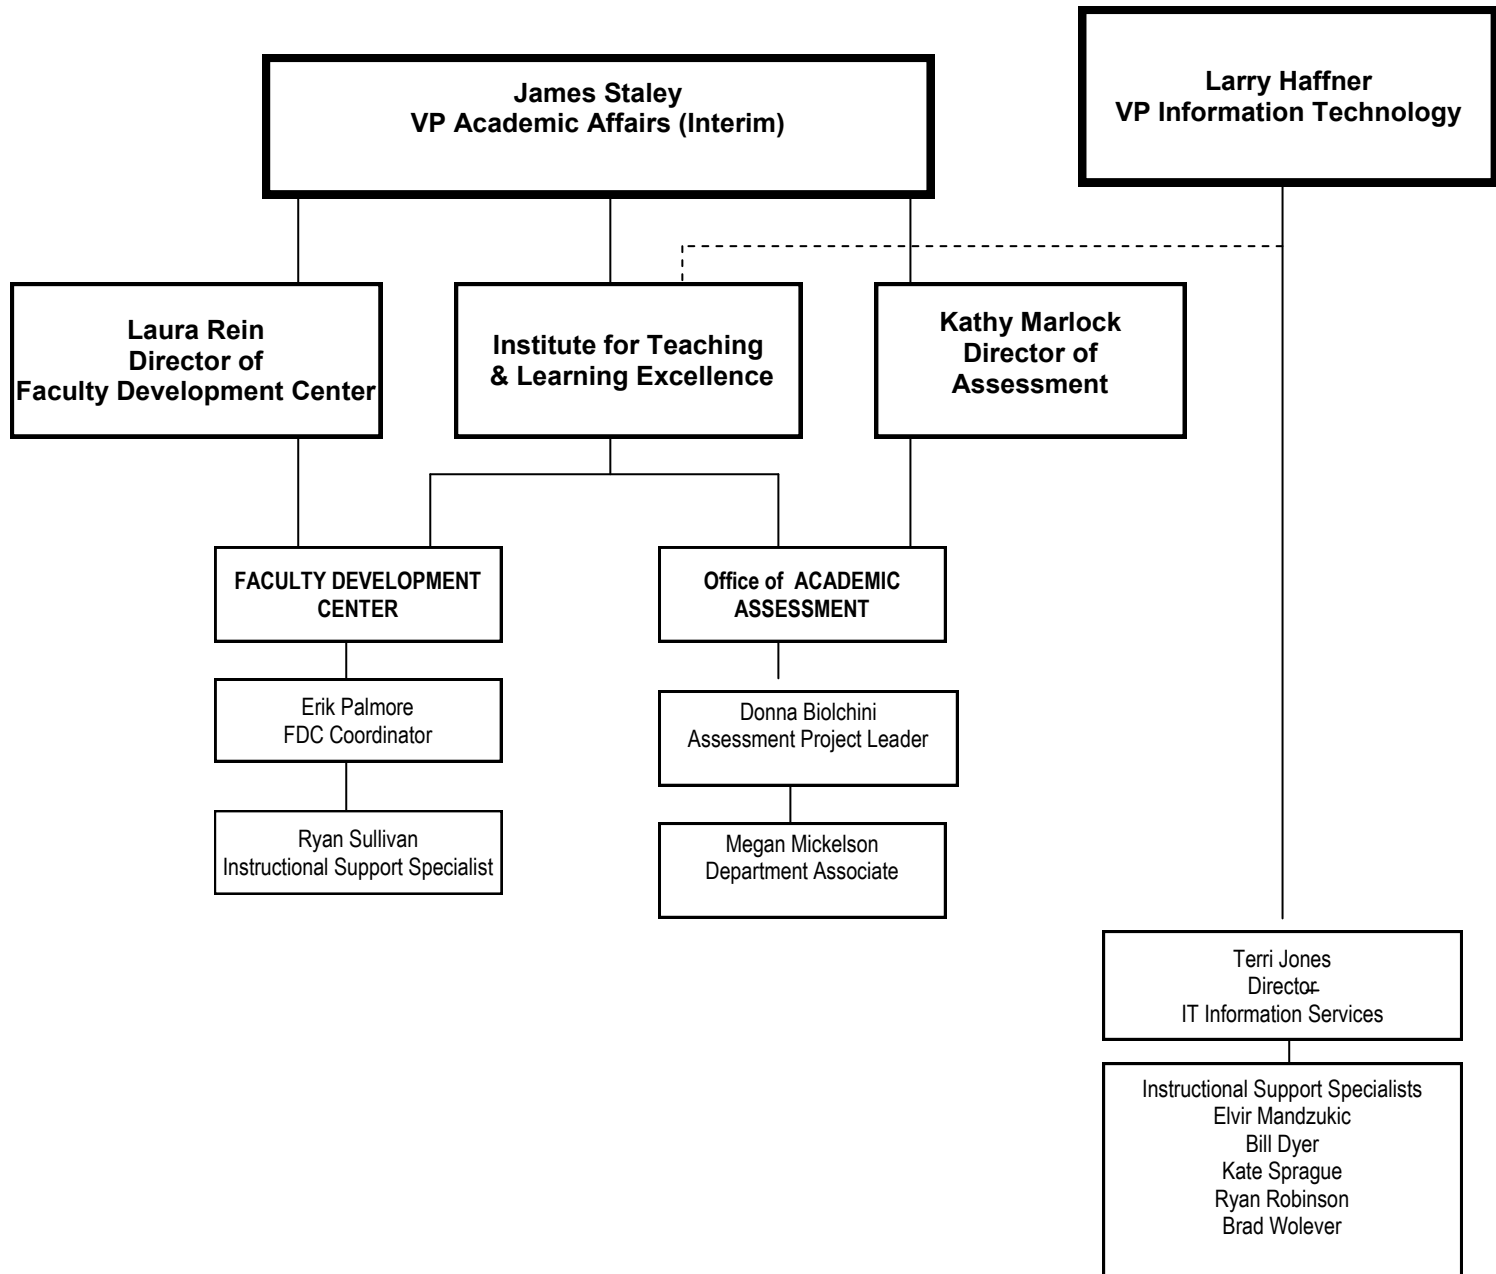 James Staley
VP Academic Affairs (Interim)
Larry Haffner
VP Information Technology
Laura Rein
Director of
Faculty Development Center
Institute for Teaching
& Learning Excellence
Kathy Marlock
Director of
Assessment
FACULTY DEVELOPMENT
CENTER
Office of ACADEMIC
ASSESSMENT
Erik Palmore
FDC Coordinator
Donna Biolchini
Assessment Project Leader
Ryan Sullivan
Instructional Support Specialist
Megan Mickelson
Department Associate
Terri Jones
Director
IT Information Services
Instructional Support Specialists
Elvir Mandzukic
Bill Dyer
Kate Sprague
Ryan Robinson
Brad Wolever